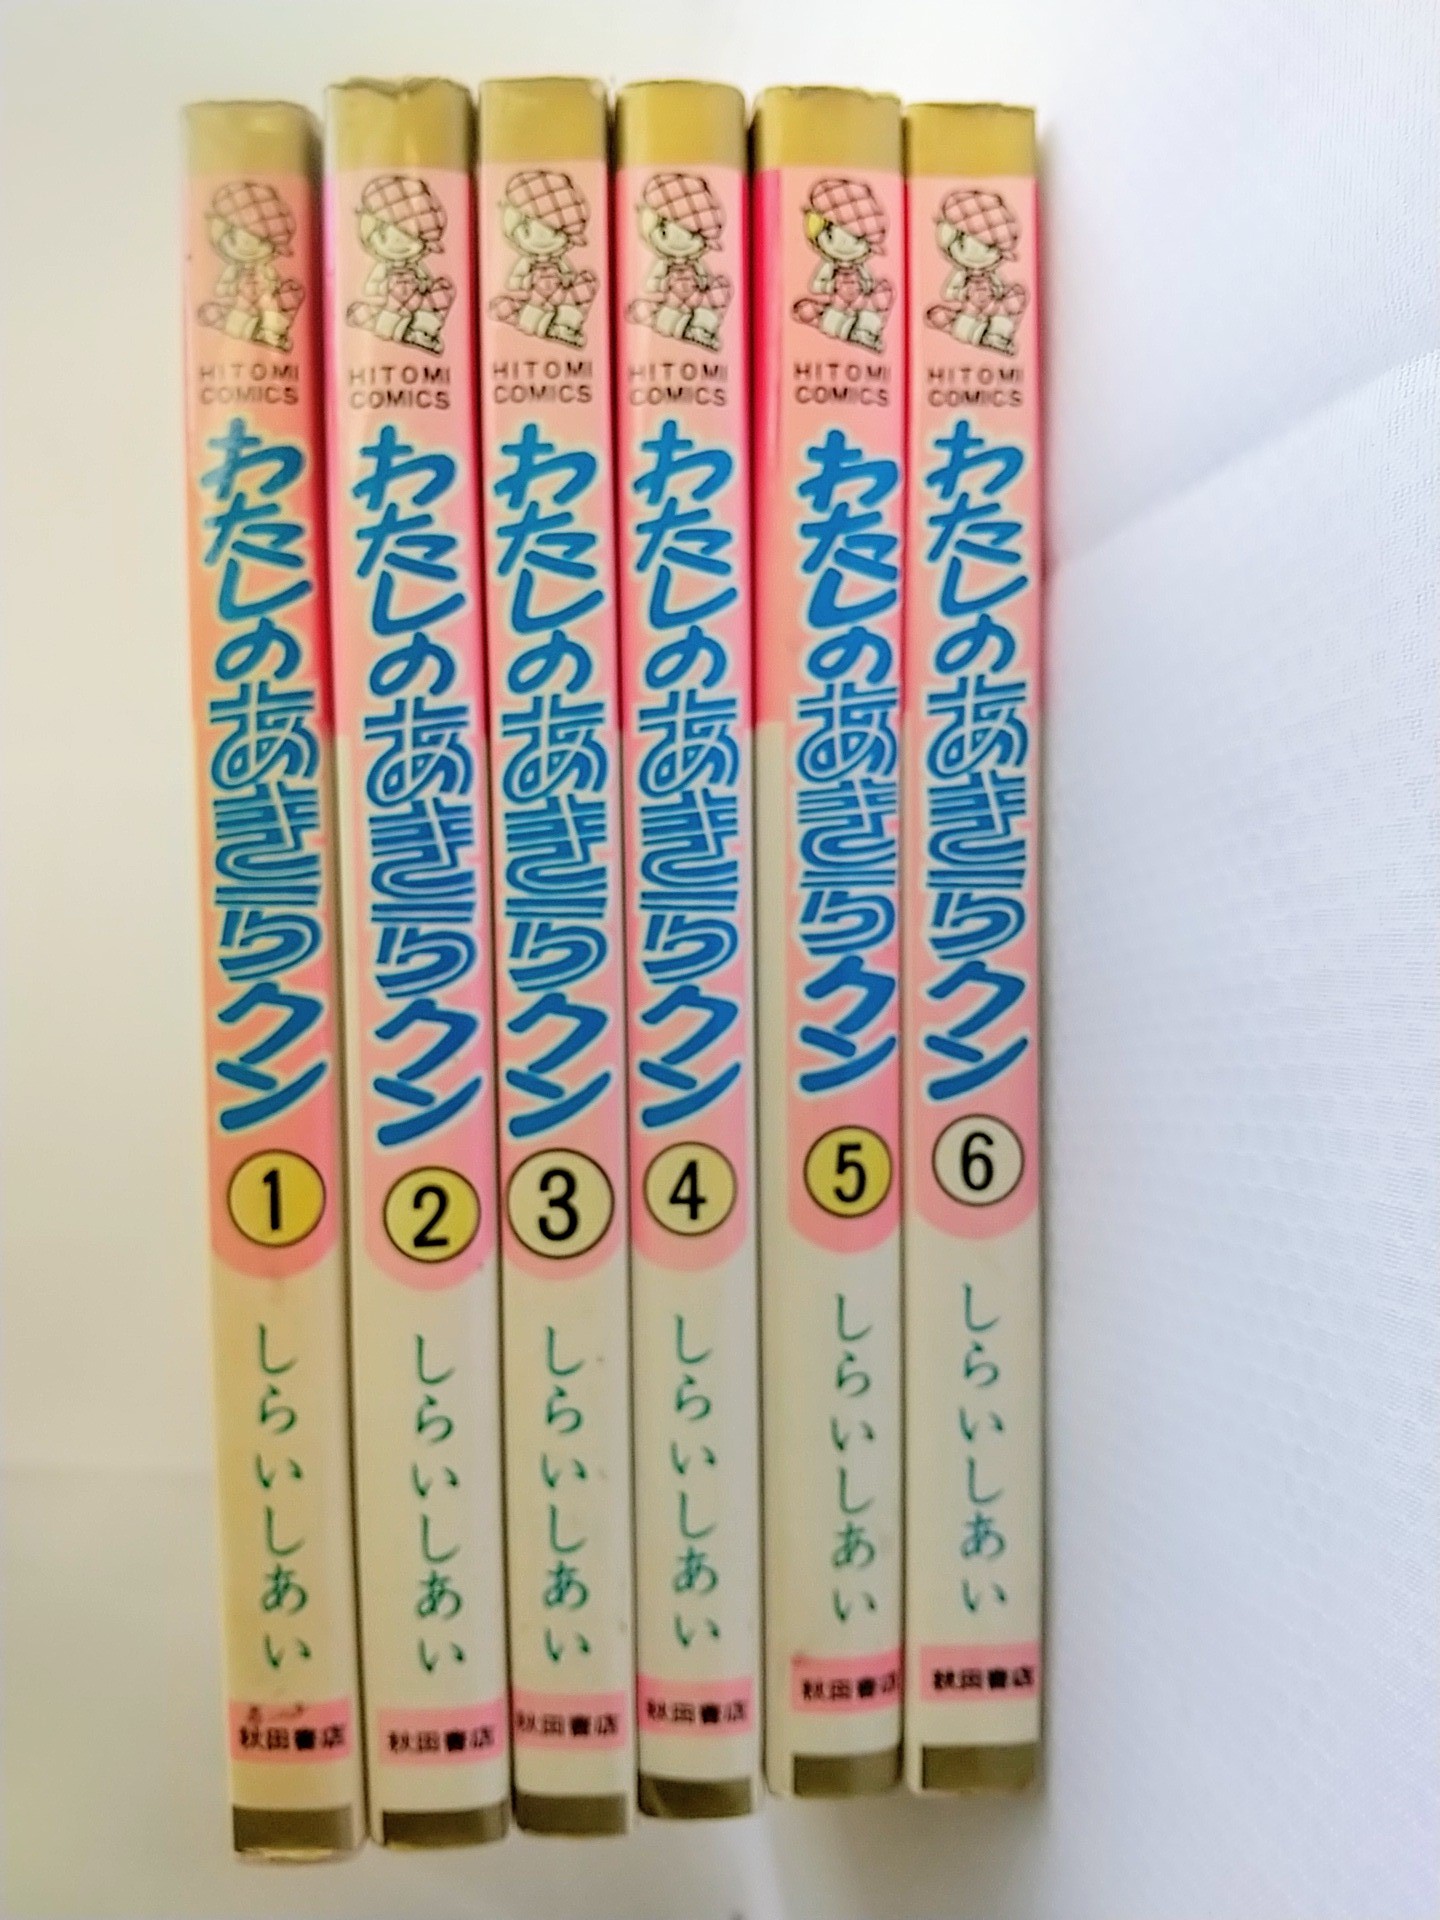 HITOMI
COMICS
わたしのあきらクン
1
しらいしあい
秋田書店
HITOMI
COMICS
わたしのあきらクン
2
しらいしあい
秋田書店
HITOMI
COMICS
わたしのあきらクン
3
しらいしあい
秋田書店
HITOMI
COMICS
わたしのあきらクン
4
しらいしあい
秋田書店
HITOMI
COMICS
わたしのあきらクン
5
しらいしあい
秋田書店
HITOMI
COMICS
わたしのあきらクン
6
しらいしあい
秋田書店